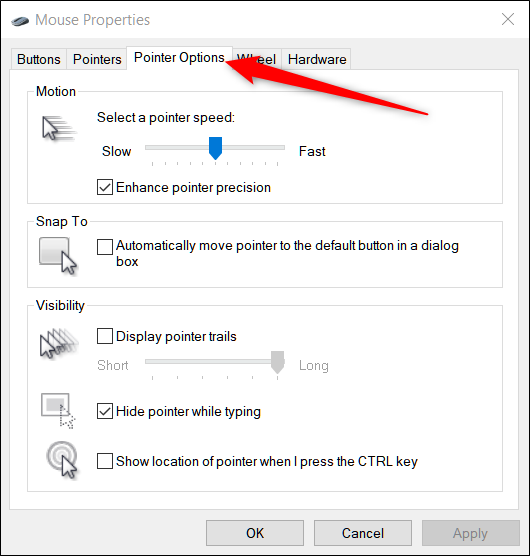 Mouse Properties
Buttons Pointers Pointer Options Wheel Hardware
Motion
Select a pointer speed:
Slow Fast
Enhance pointer precision
Snap To
Automatically move pointer to the default button in a dialog
box
Visibility
Display pointer trails
Short Long
Hide pointer while typing
Show location of pointer when I press the CTRL key
OK Cancel Apply